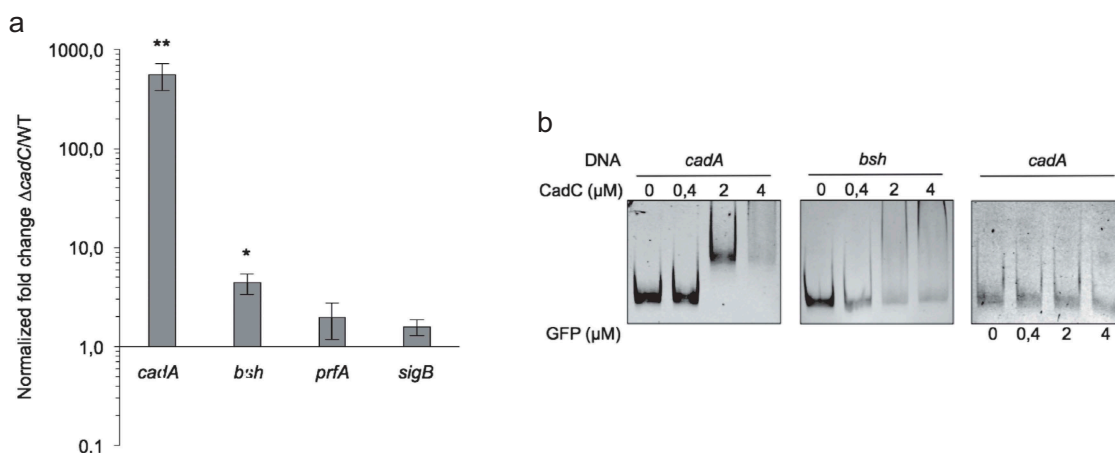 a
Normalized fold change ΔcadC/WT
1000,0
100,0
10,0
1,0
0,1
**
*
cadA bsh prfA sigB
b
DNA cadA bsh cadA
CadC (µM) 0 0,4 2 4 0 0,4 2 4
GFP (µM) 0 0,4 2 4